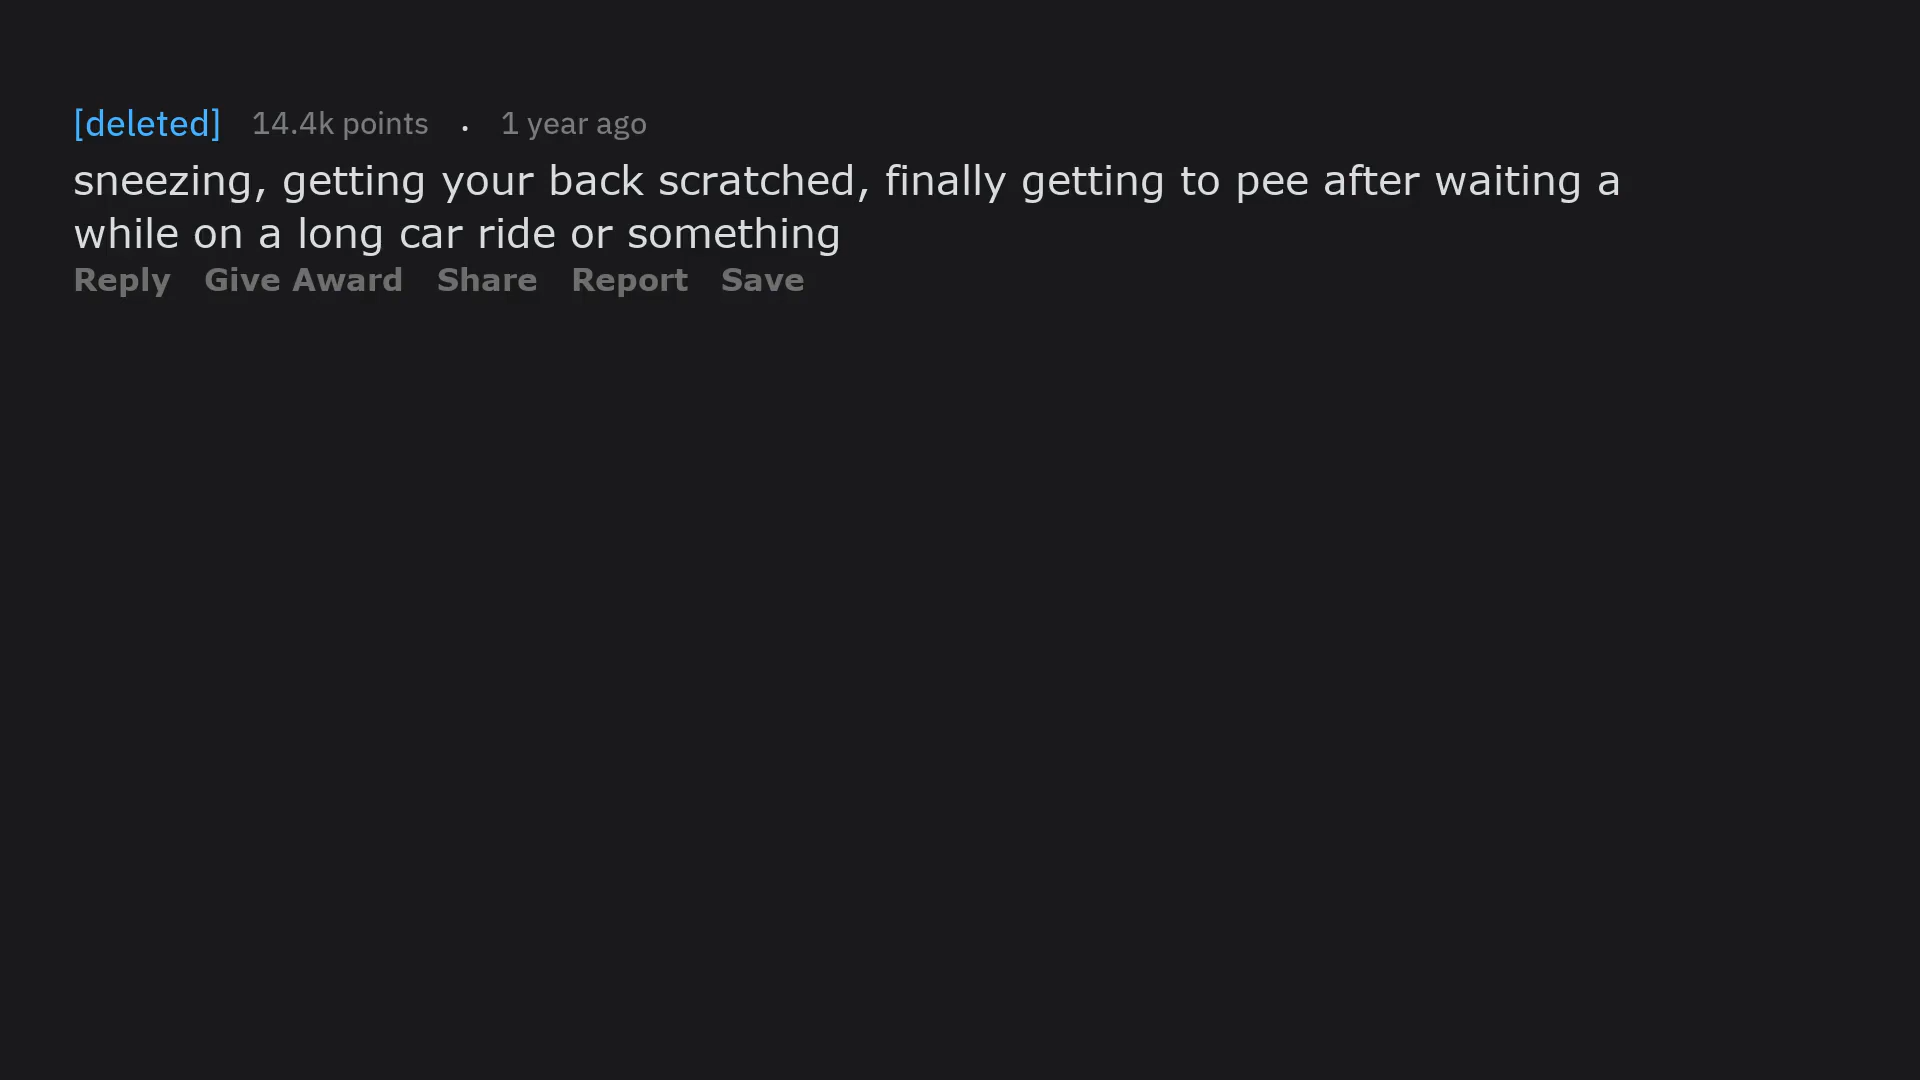 [deleted] 14.4k points . 1 year ago
sneezing, getting your back scratched, finally getting to pee after waiting a
while on a long car ride or something
Reply Give Award Share Report Save